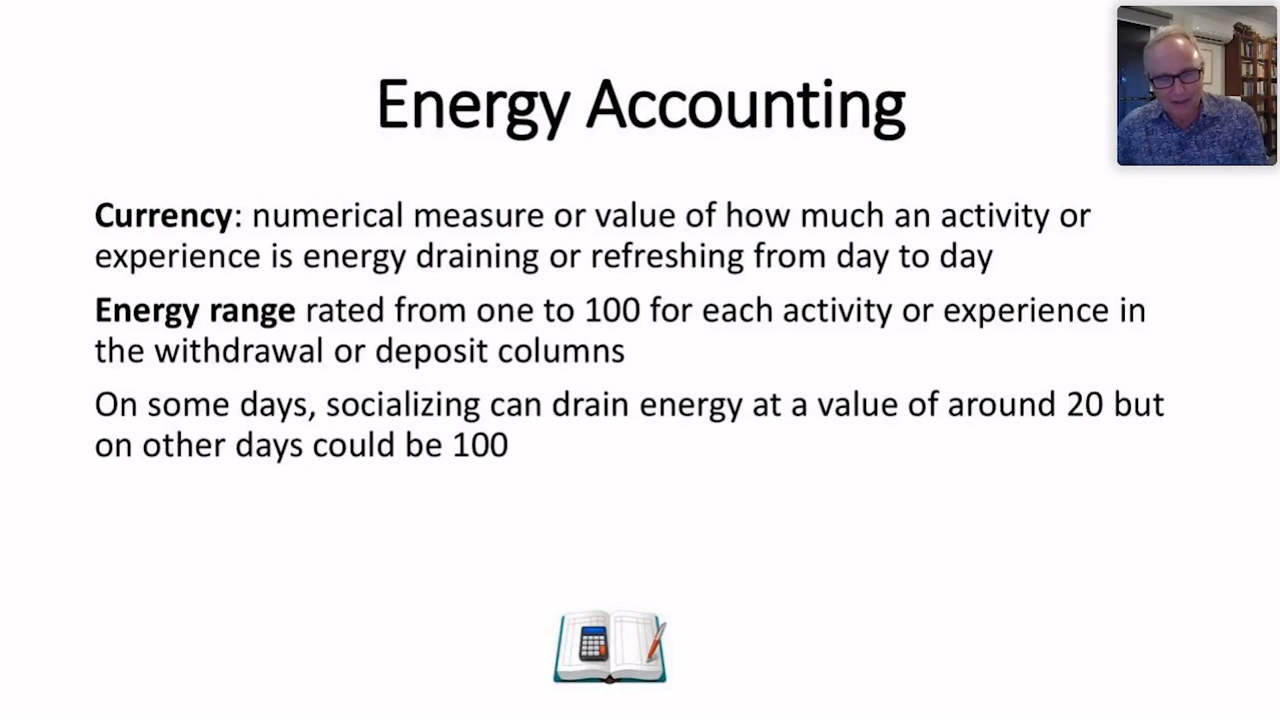 Energy Accounting
Currency: numerical measure or value of how much an activity or
experience is energy draining or refreshing from day to day
Energy range rated from one to 100 for each activity or experience in
the withdrawal or deposit columns
On some days, socializing can drain energy at a value of around 20 but
on other days could be 100